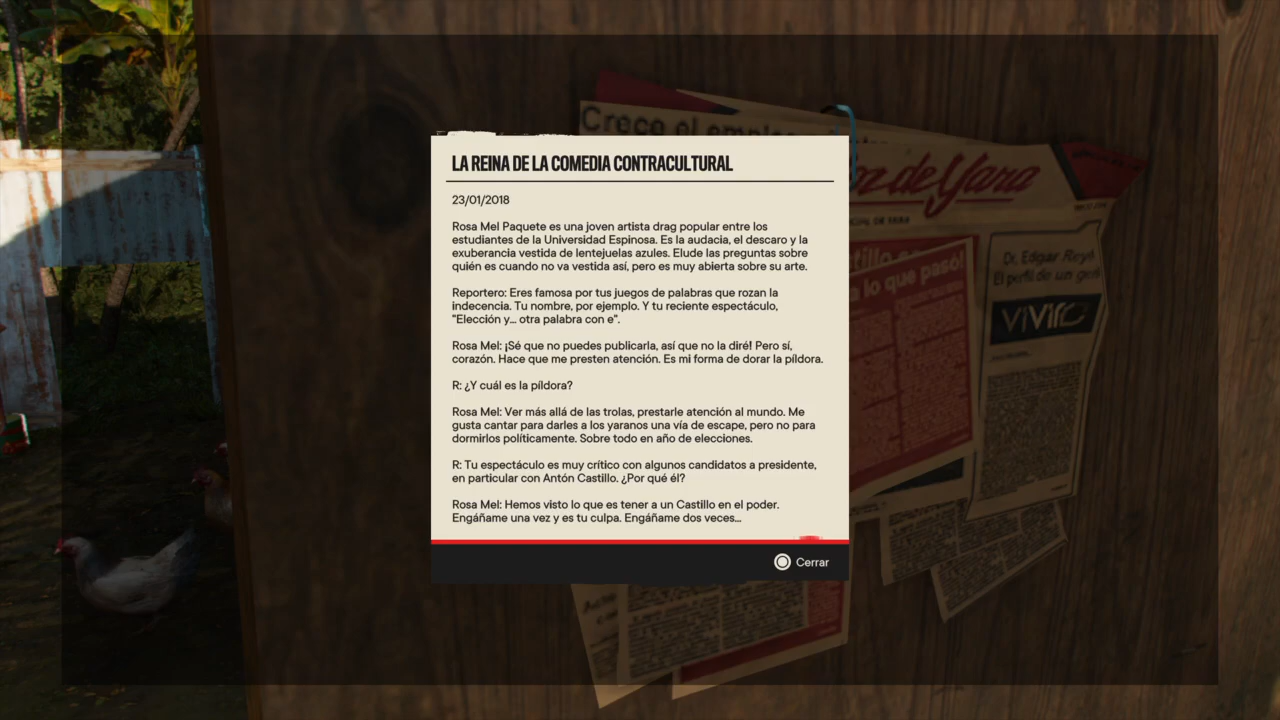 Creco el emple
LA REINA DE LA COMEDIA CONTRACULTURAL
23/01/2018
Rosa Mel Paquete es una joven artista drag popular entre los
estudiantes de la Universidad Espinosa. Es la audacia, el descaro y la
exuberancia vestida de lentejuelas azules. Elude las preguntas sobre
quién es cuando no va vestida así, pero es muy abierta sobre su arte.
Reportero: Eres famosa por tus juegos de palabras que rozan la
indecencia. Tu nombre, por ejemplo. Y tu reciente espectáculo,
"Elección y... otra palabra con e".
Rosa Mel: ¡Sé que no puedes publicarla, así que no la diré! Pero sí,
corazón. Hace que me presten atención. Es mi forma de dorar la píldora.
R: ¿Y cuál es la píldora?
Rosa Mel: Ver más allá de las trolas, prestarle atención al mundo. Me
gusta cantar para darles a los yaranos una vía de escape, pero no para
dormirlos políticamente. Sobre todo en año de elecciones.
R: Tu espectáculo es muy crítico con algunos candidatos a presidente,
en particular con Antón Castillo. ¿Por qué él?
Rosa Mel: Hemos visto lo que es tener a un Castillo en el poder.
Engáñame una vez y es tu culpa. Engáñame dos veces...
Cerrar
de Yara
lo que pasó!
Dr. Edgar Reyes
El perfil de un
VIVIRO